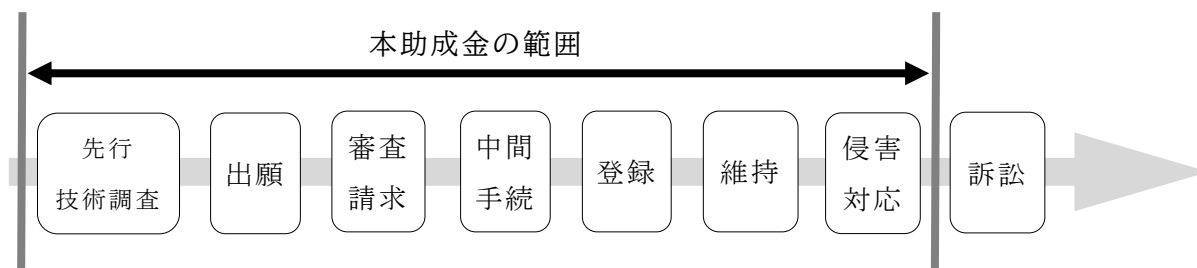 本助成金の範囲
先行
技術調査
出願
審査
請求
中間
手続
登録
維持
侵害
対応
訴訟